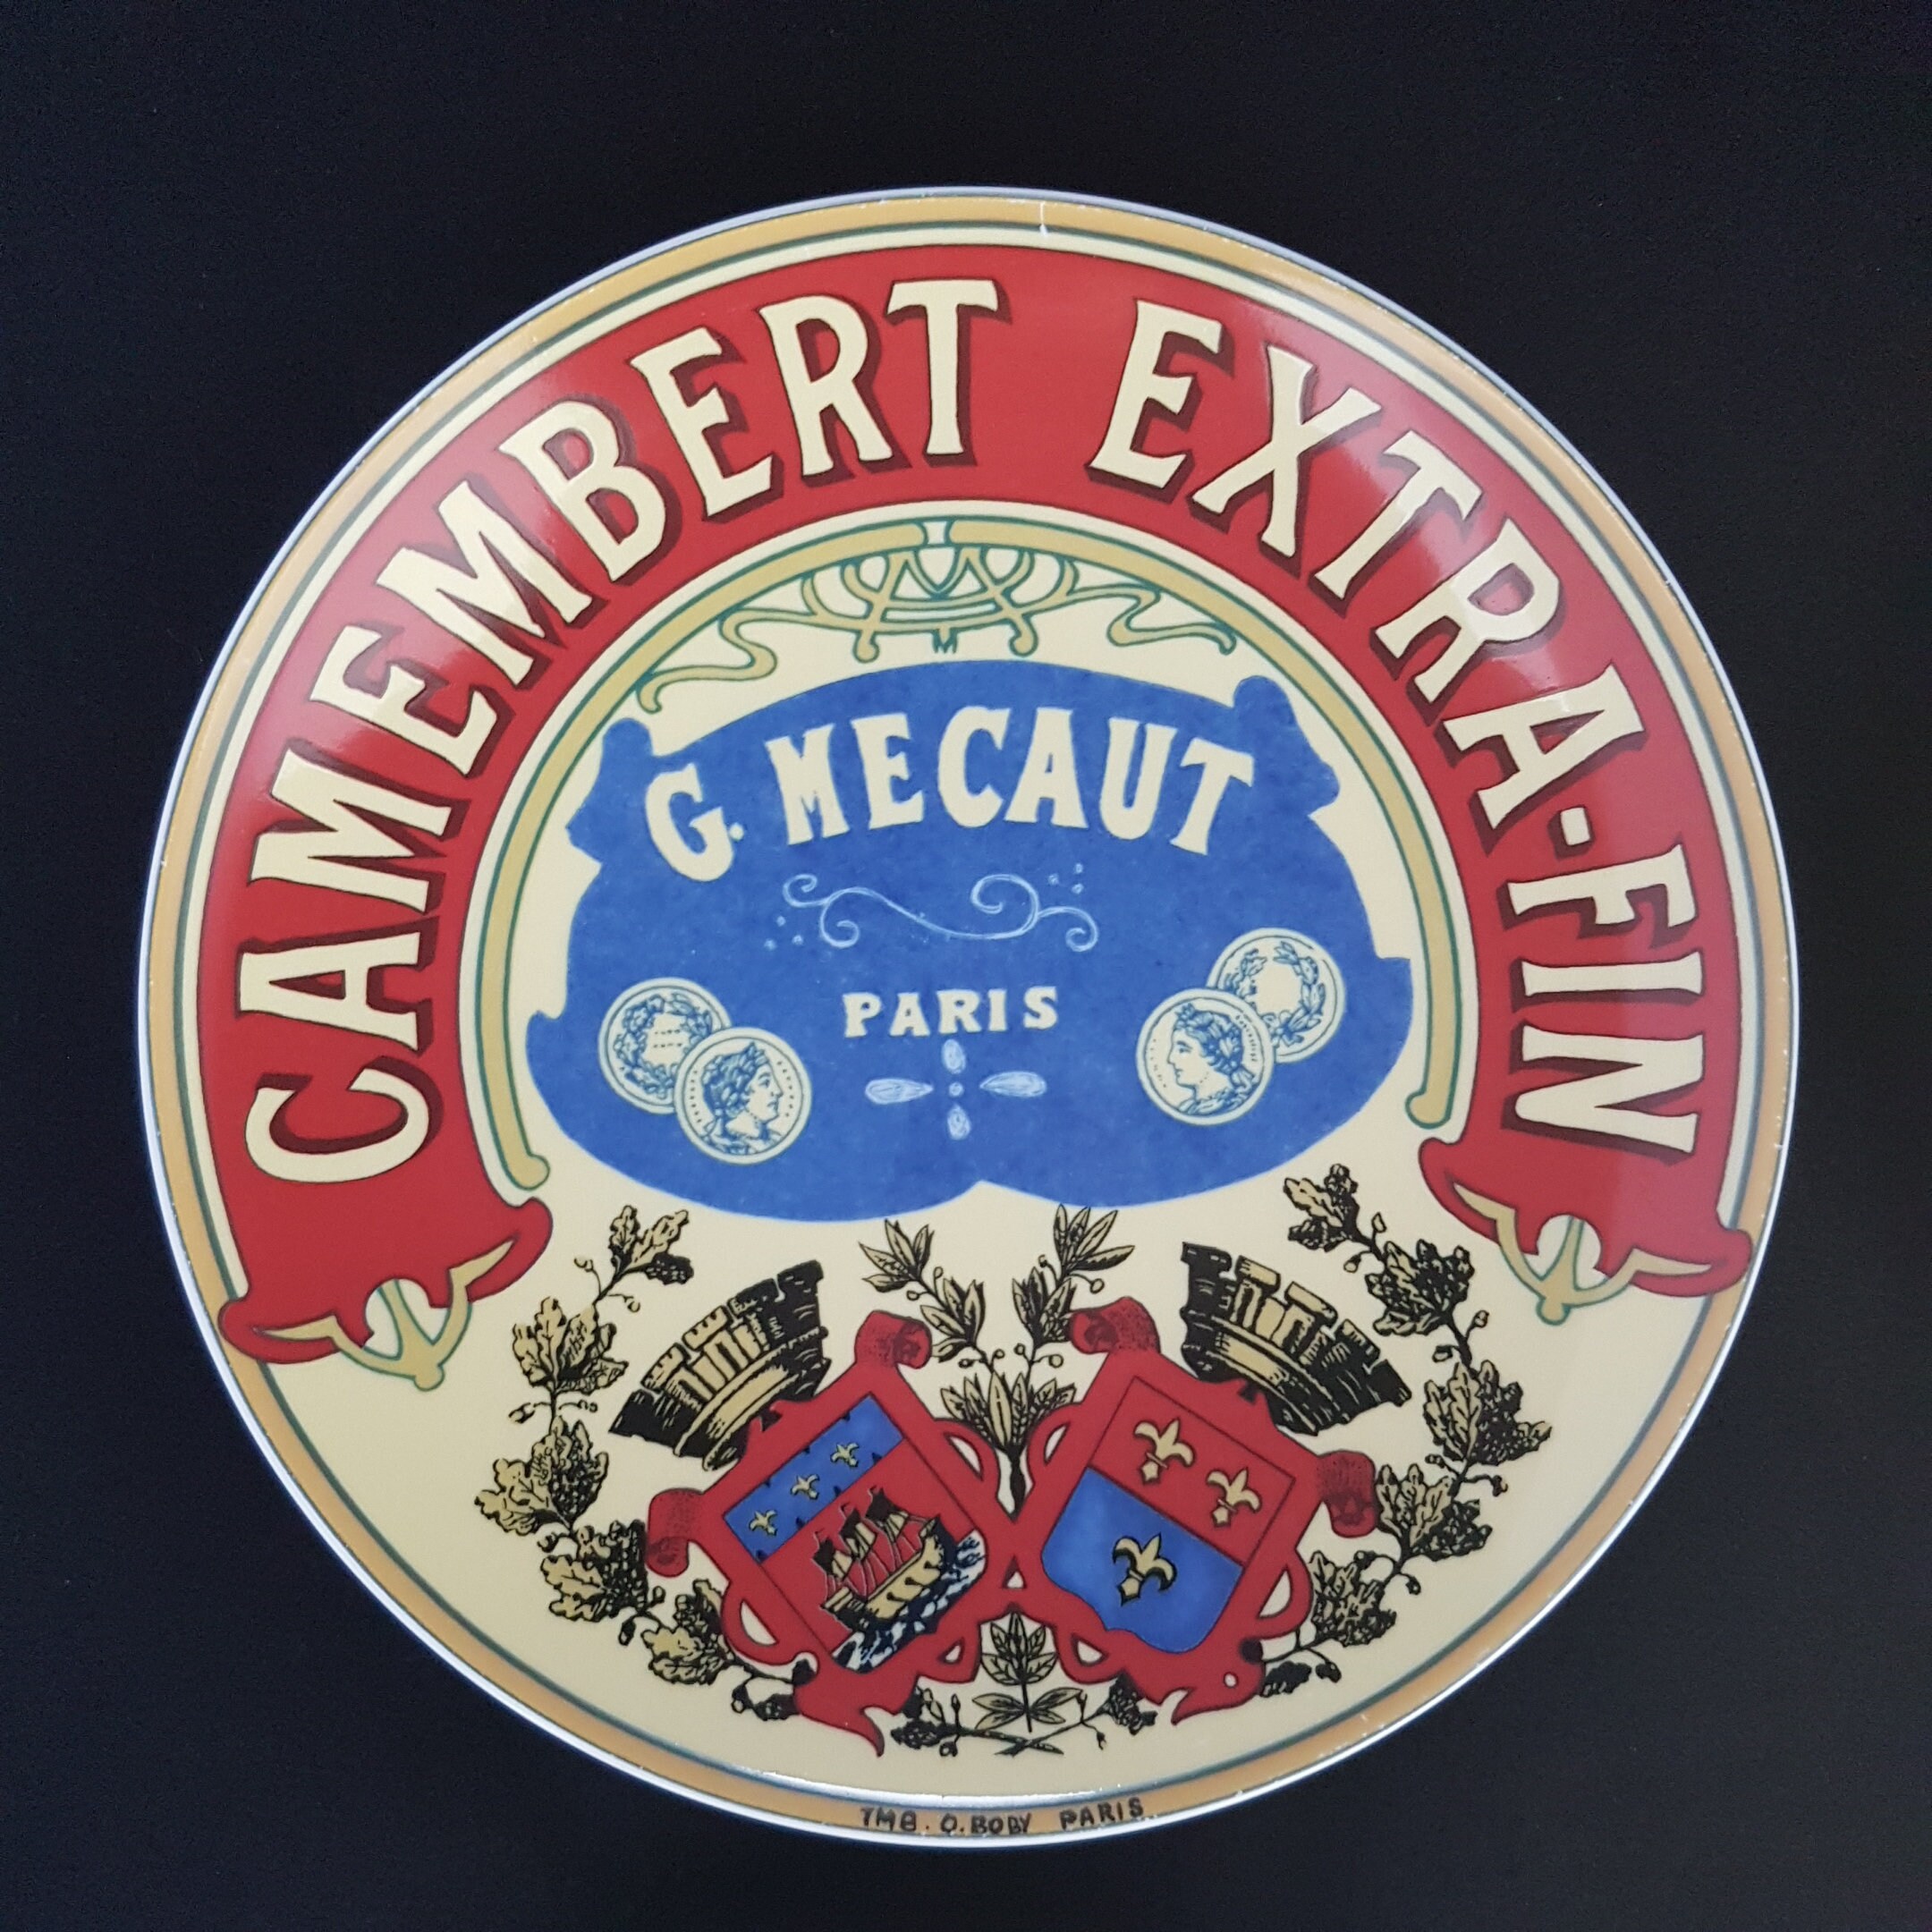 CAMEMBERT EXTRA-FIN
M
G. MECAUT
PARIS
IMB. O.BOBY PARIS